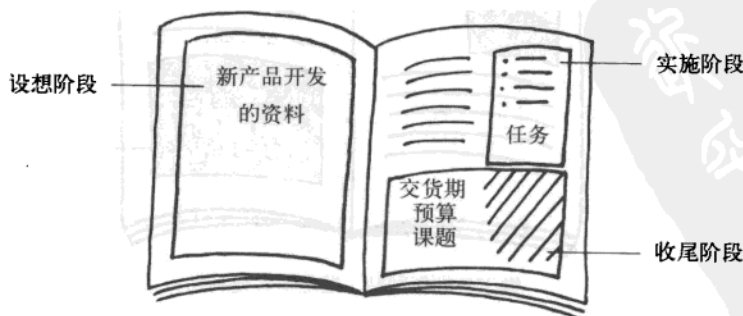 设想阶段
新产品开发
的资料
实施阶段
任务
交货期
预算
课题
收尾阶段